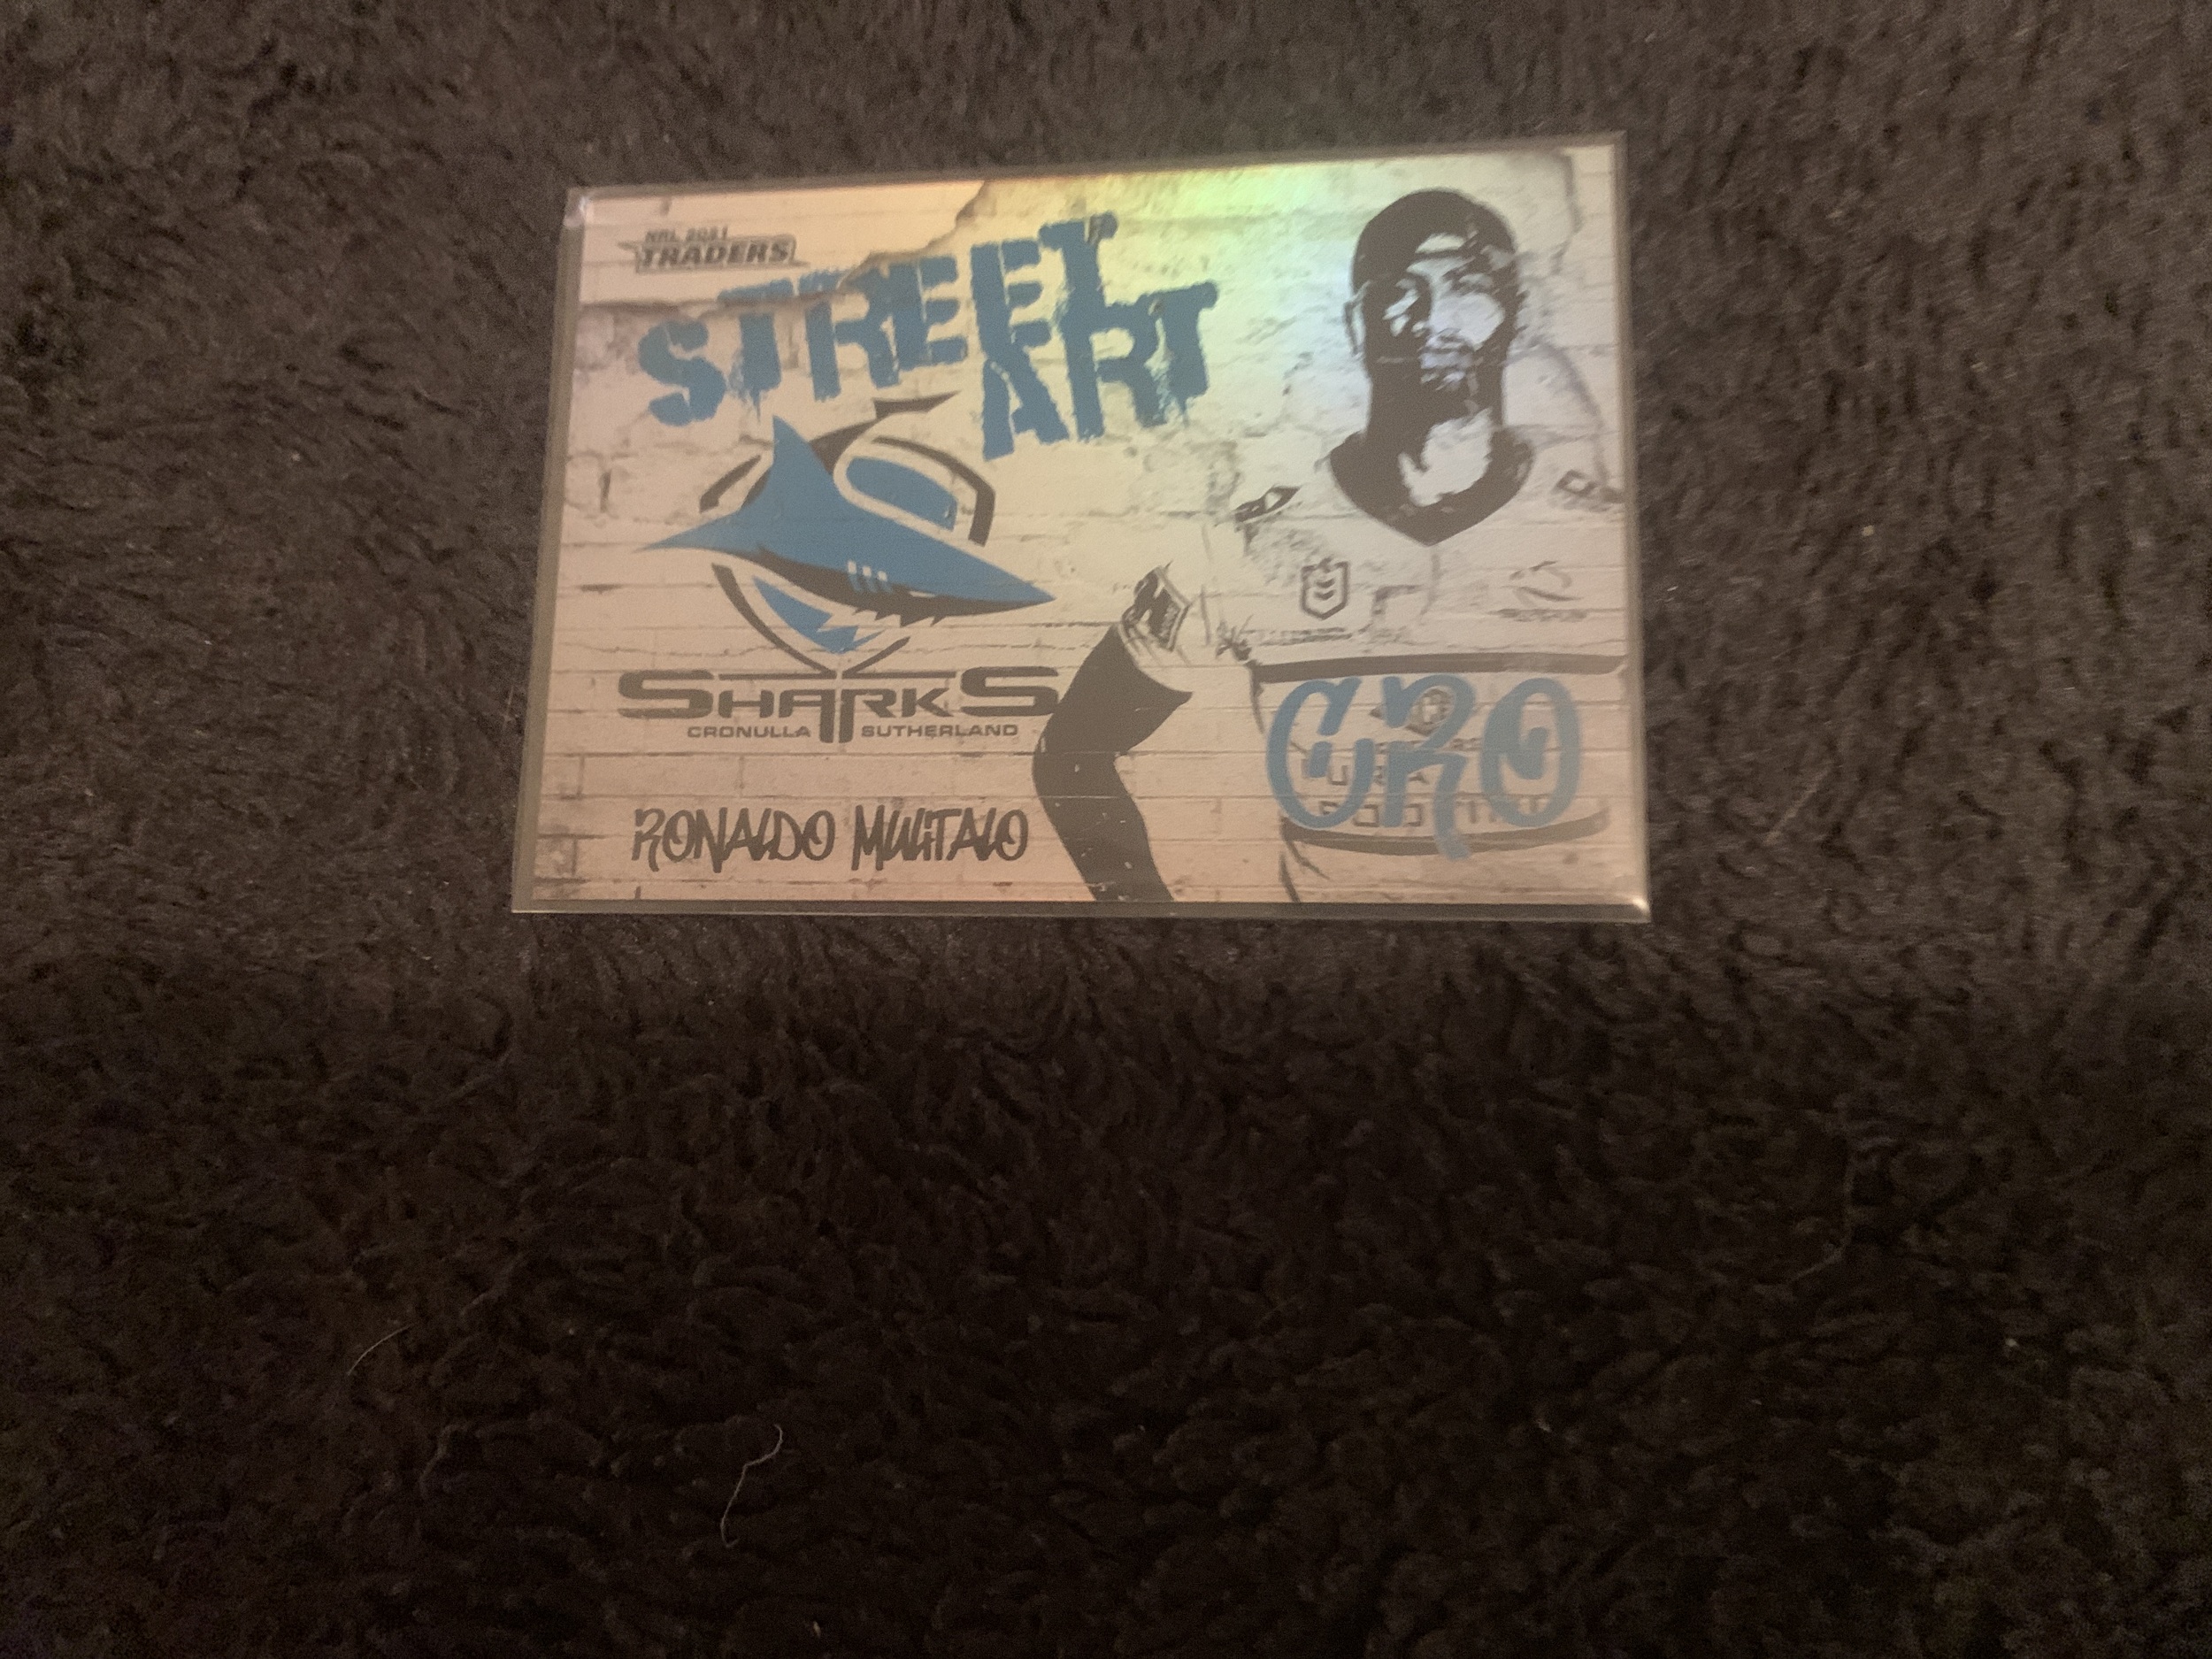 NRL 2021
TRADERS
STREET
ART
SHARKS
CRONULLA SUTHERLAND
RONALDO MULITALO
CRO